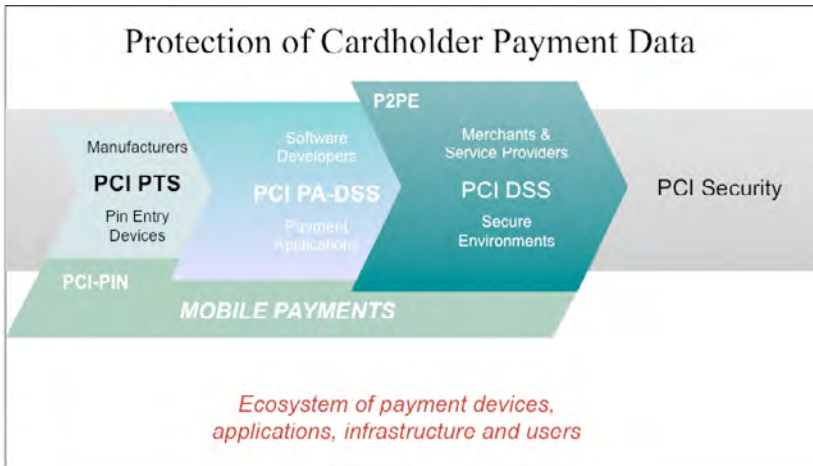 Protection of Cardholder Payment Data
P2PE
Manufacturers
PCI PTS
Pin Entry
Devices
Software
Developers
PCI PA-DSS
Payment
Applications
Merchants &
Service Providers
PCI DSS
Secure
Environments
PCI Security
PCI-PIN
MOBILE PAYMENTS
Ecosystem of payment devices,
applications, infrastructure and users